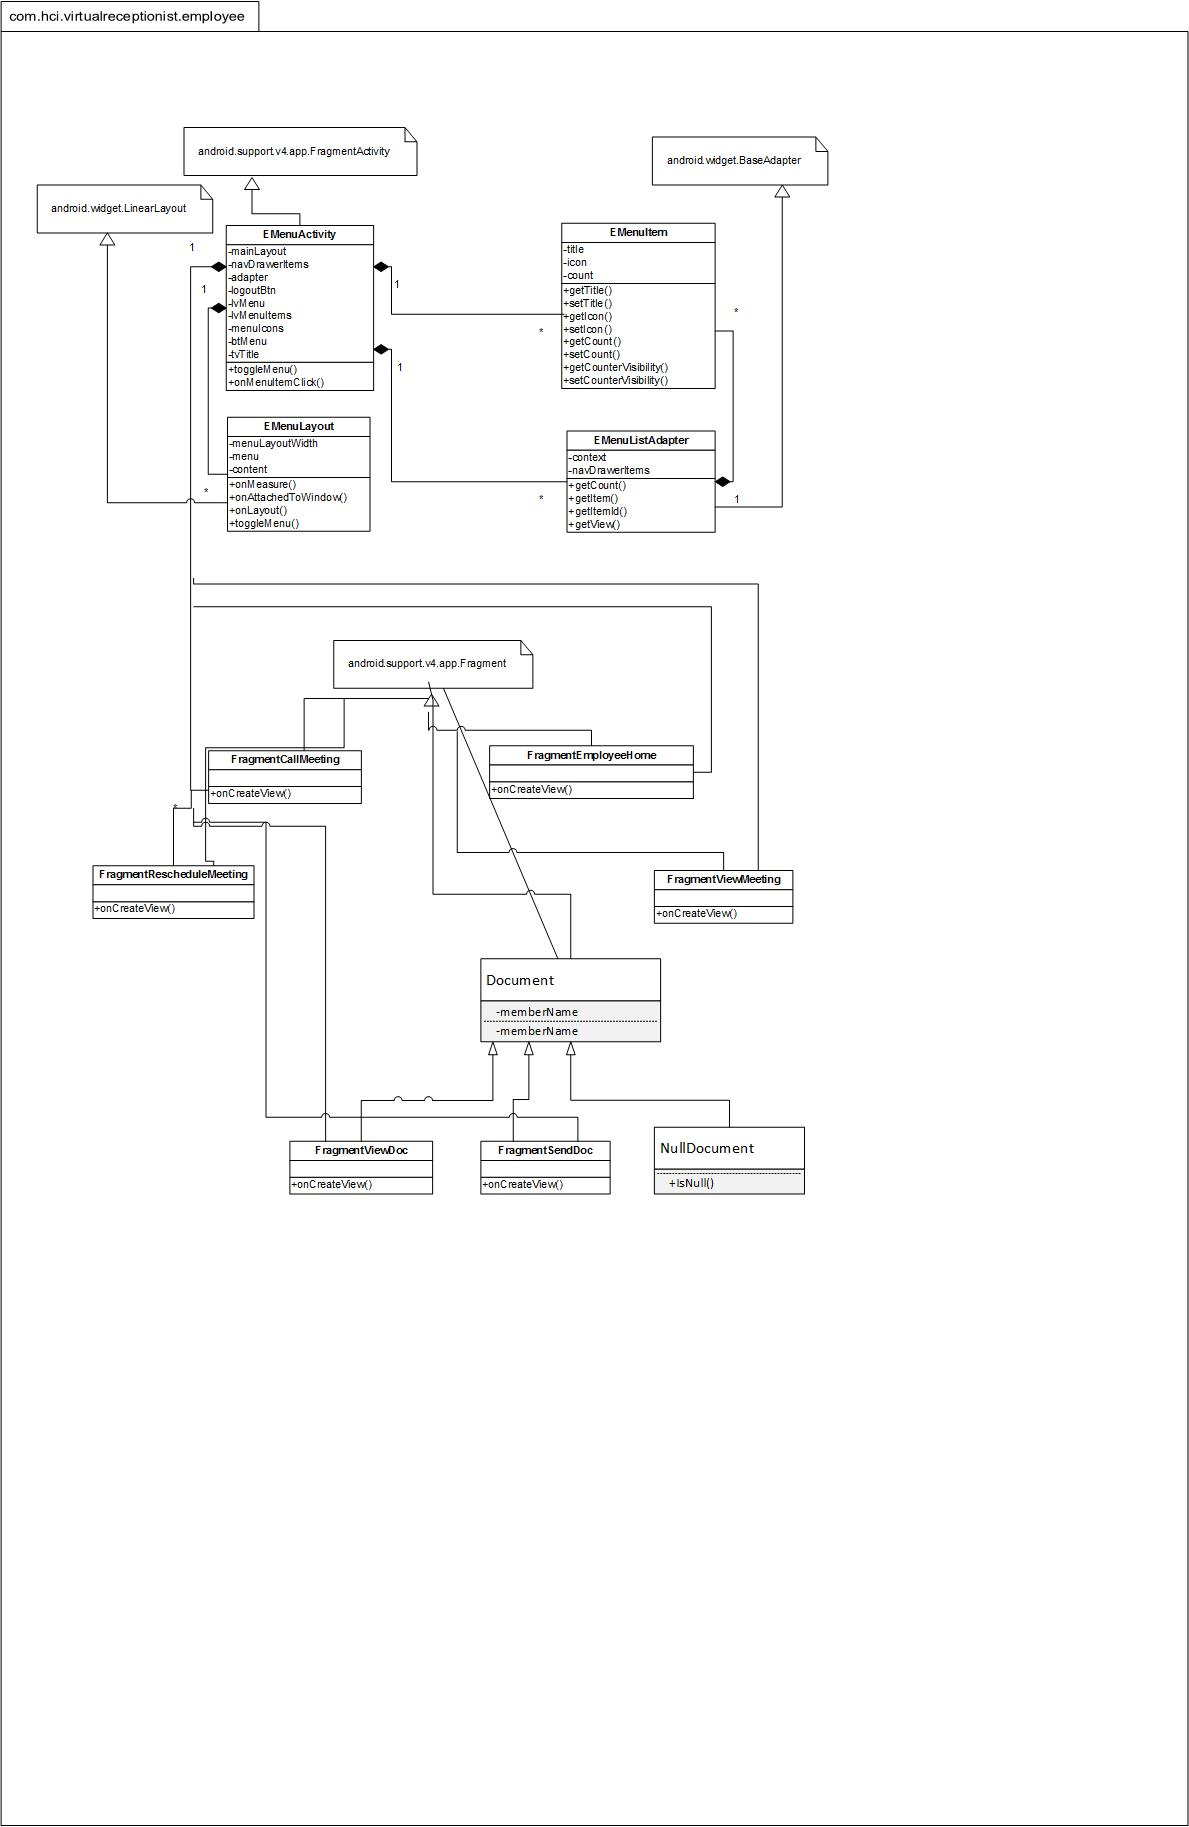 com.hci.virtualreceptionist.employee
android.support.v4.app.FragmentActivity
android.widget.BaseAdapter
android.widget.LinearLayout
EMenuActivity
-mainLayout
-navDrawerItems
-adapter
-logoutBtn
-lvMenu
-lvMenuItems
-menuIcons
-btMenu
-tvTitle
+toggleMenu()
+onMenuItemClick()
1
1
1
1
EMenuItem
-title
-icon
-count
+getTitle()
+setTitle()
+getIcon()
+setIcon()
+getCount()
+setCount()
+getCounterVisibility()
+setCounterVisibility()
*
*
EMenuLayout
-menuLayoutWidth
-menu
-content
+onMeasure()
+onAttachedToWindow()
+onLayout()
+toggleMenu()
*
EMenuListAdapter
-context
-navDrawerItems
+getCount()
+getItem()
+getItemId()
+getView()
*
1
android.support.v4.app.Fragment
FragmentCallMeeting
+onCreateView()
FragmentEmployeeHome
+onCreateView()
*
FragmentRescheduleMeeting
+onCreateView()
FragmentViewMeeting
+onCreateView()
Document
-memberName
-memberName
FragmentViewDoc
+onCreateView()
FragmentSendDoc
+onCreateView()
NullDocument
+IsNull()